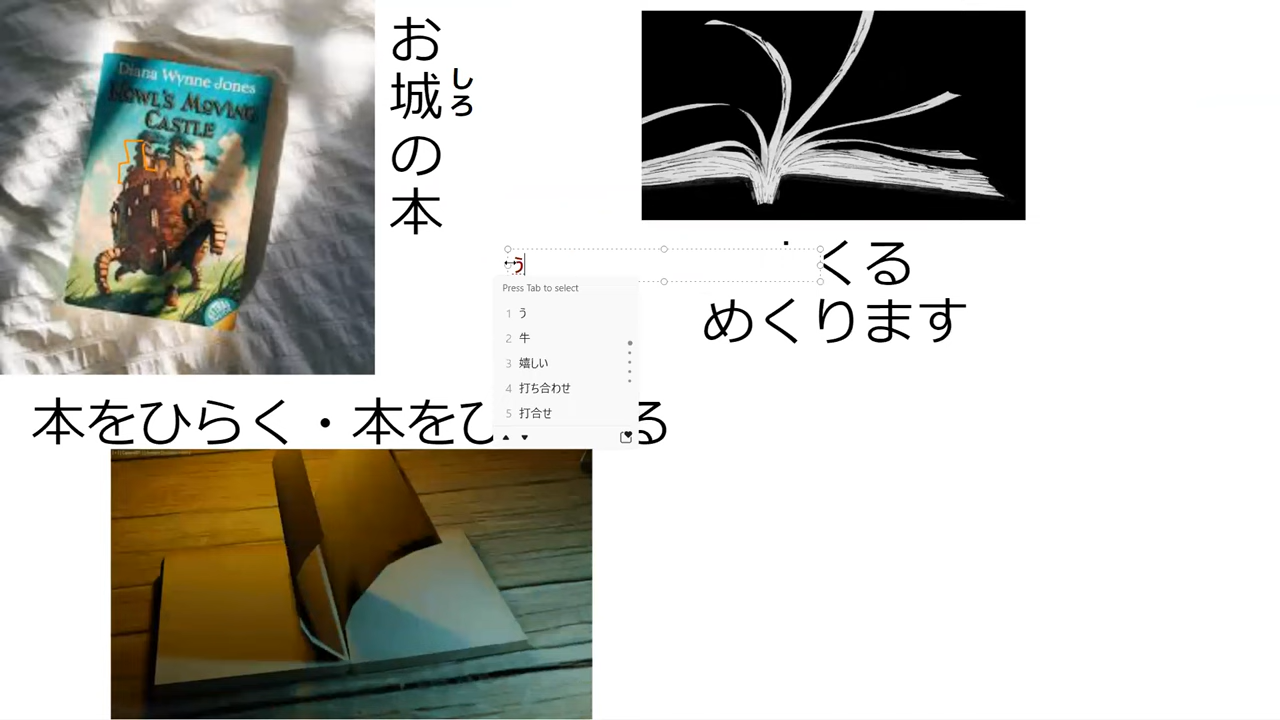 Diana Wynne Jones
HOWL'S MOVING
CASTLE
お城の本
しろ
くる
めくります
う
Press Tab to select
1 う
2 牛
3 嬉しい
4 打ち合わせ
5 打合せ
本をひらく・本をひ
る